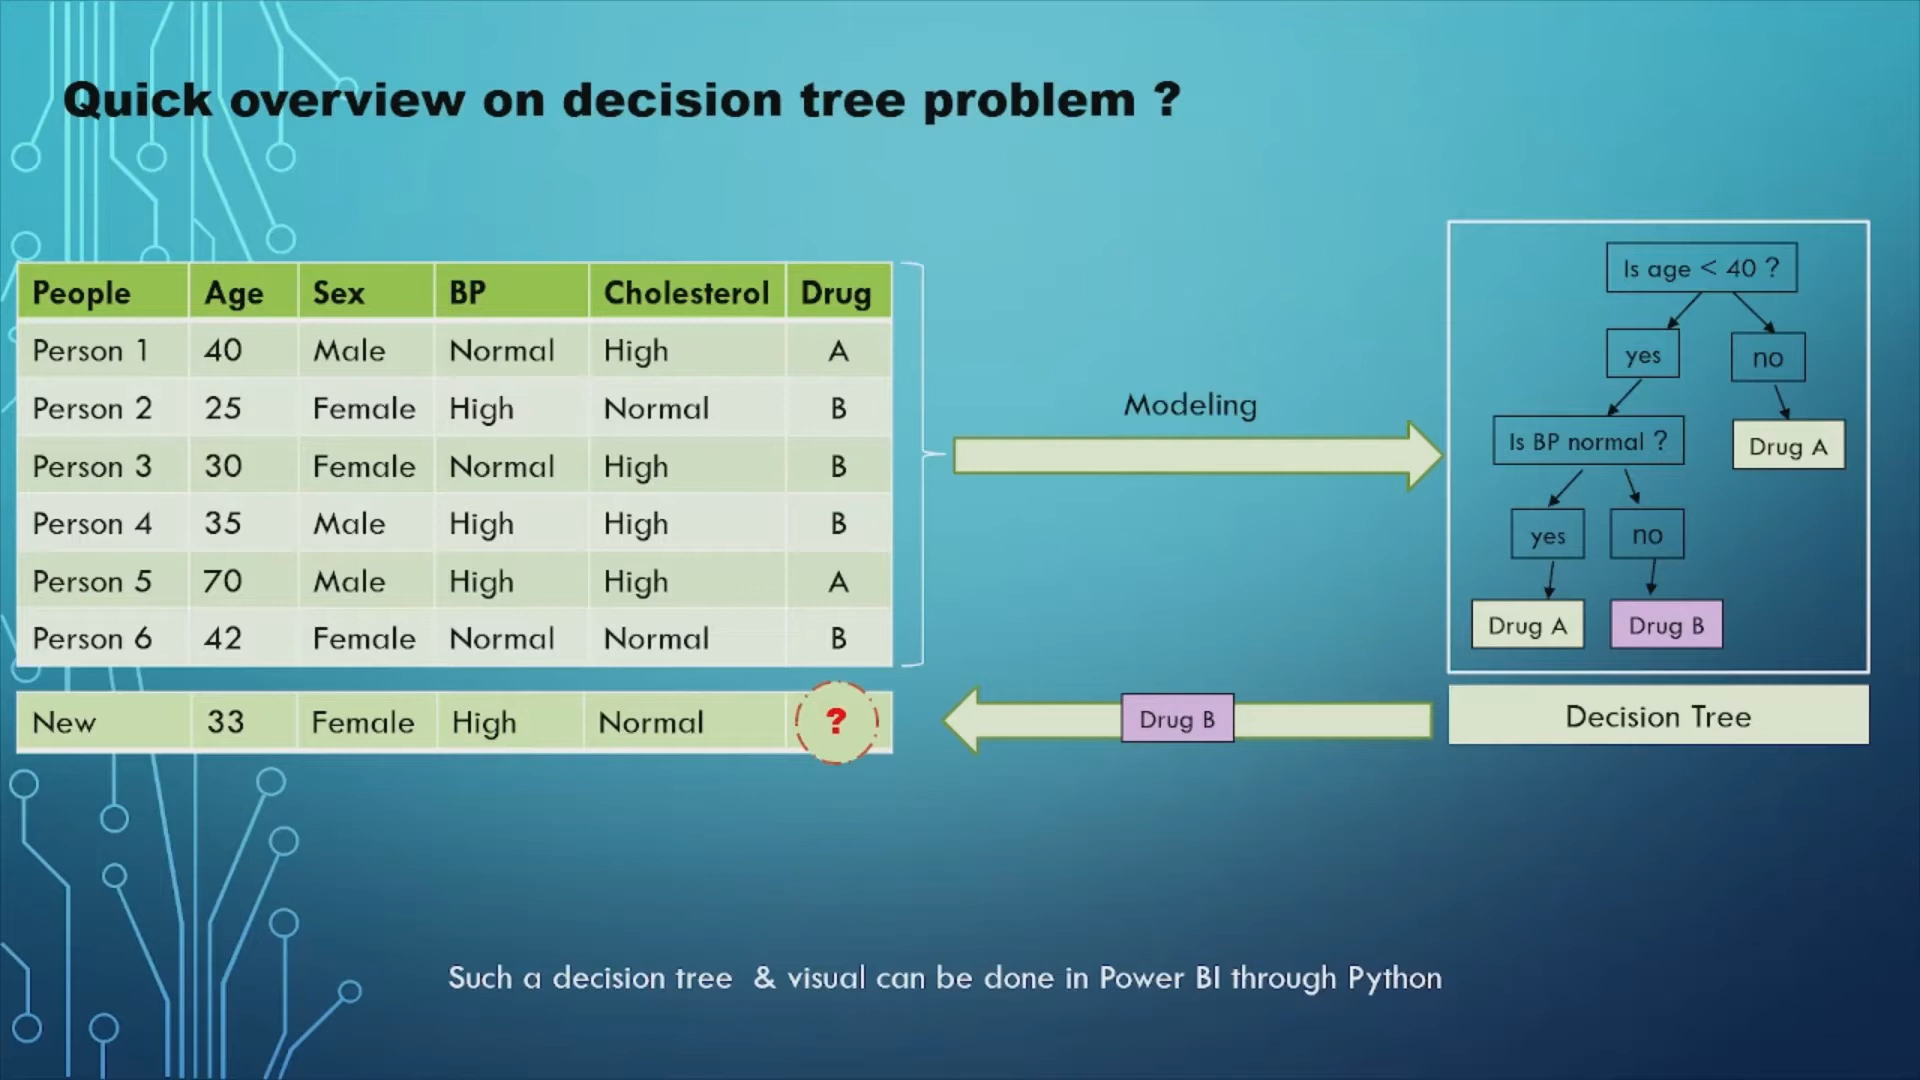 Quick overview on decision tree problem ?
People Age Sex BP Cholesterol Drug
Person 1 40 Male Normal High A
Person 2 25 Female High Normal B
Person 3 30 Female Normal High B
Person 4 35 Male High High B
Person 5 70 Male High High A
Person 6 42 Female Normal Normal B
New 33 Female High Normal ?
Modeling
Is age < 40 ?
yes no
Is BP normal ? Drug A
yes no
Drug A Drug B
Drug B
Decision Tree
Such a decision tree & visual can be done in Power BI through Python